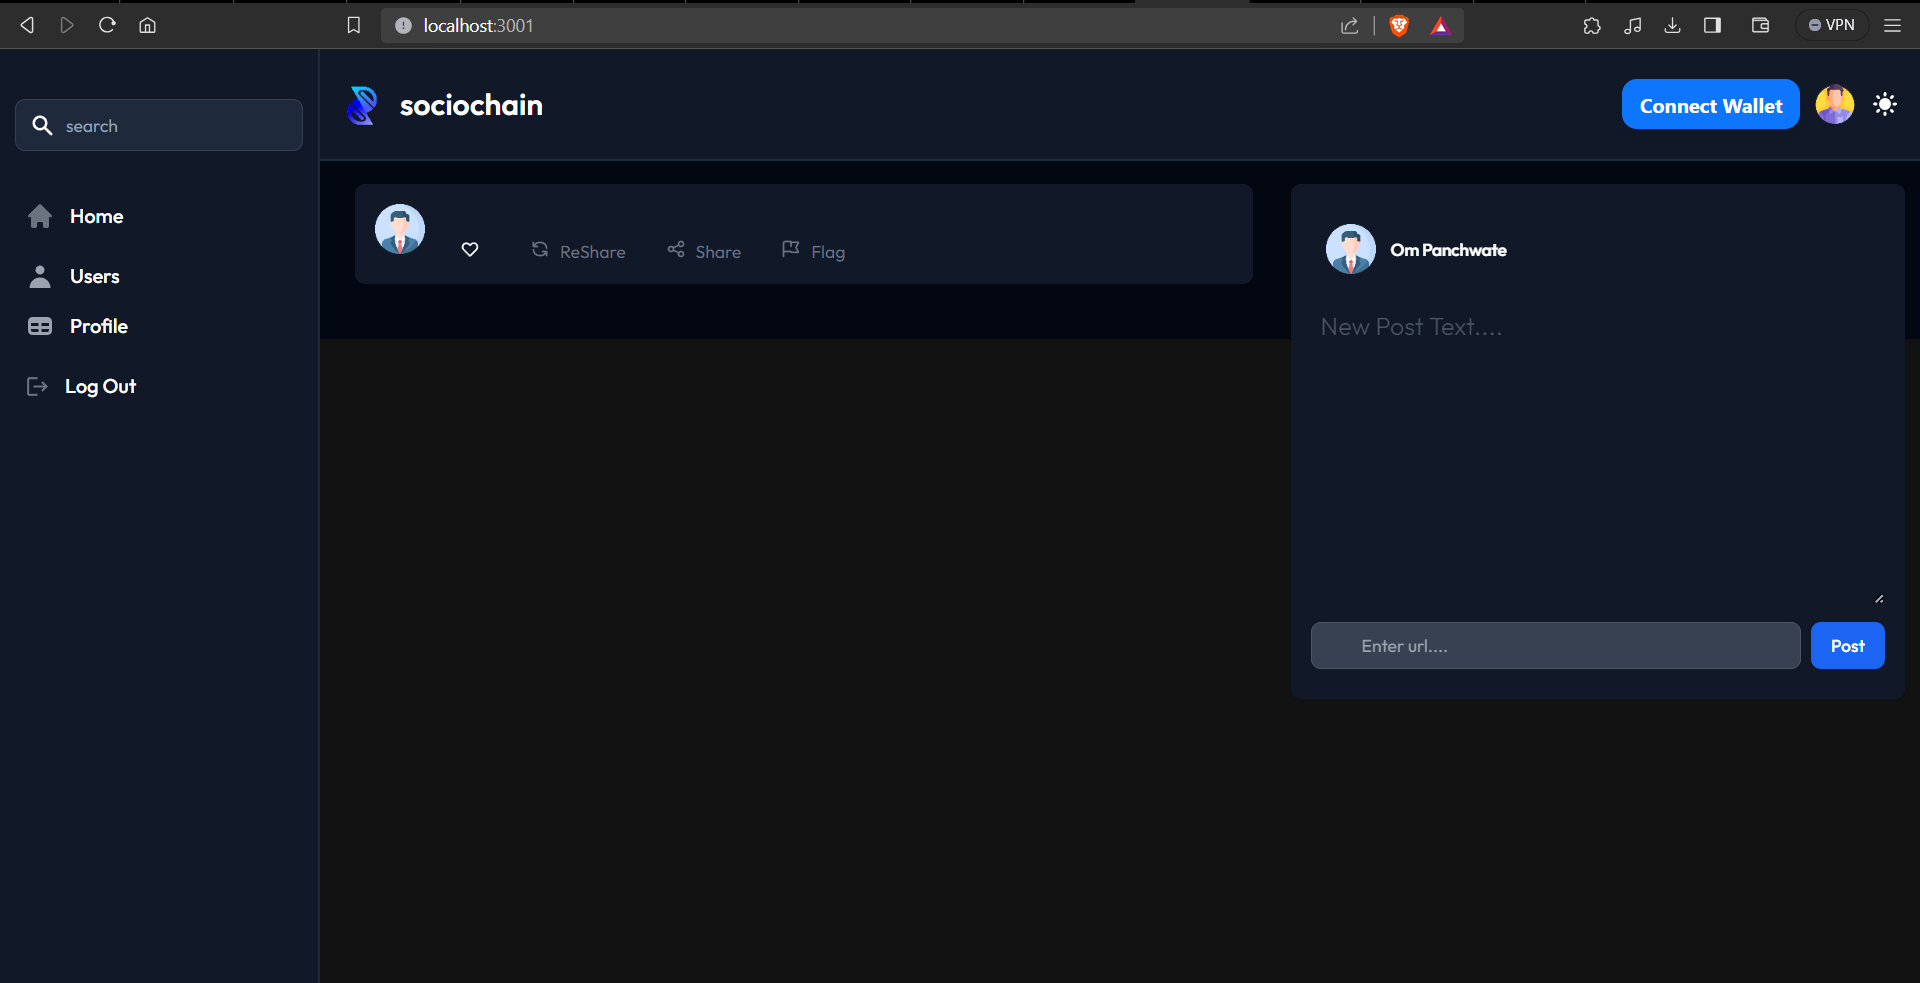 localhost:3001
VPN
search
Home
Users
Profile
Log Out
sociochain
Connect Wallet
ReShare
Share
Flag
Om Panchwate
New Post Text....
Enter url....
Post